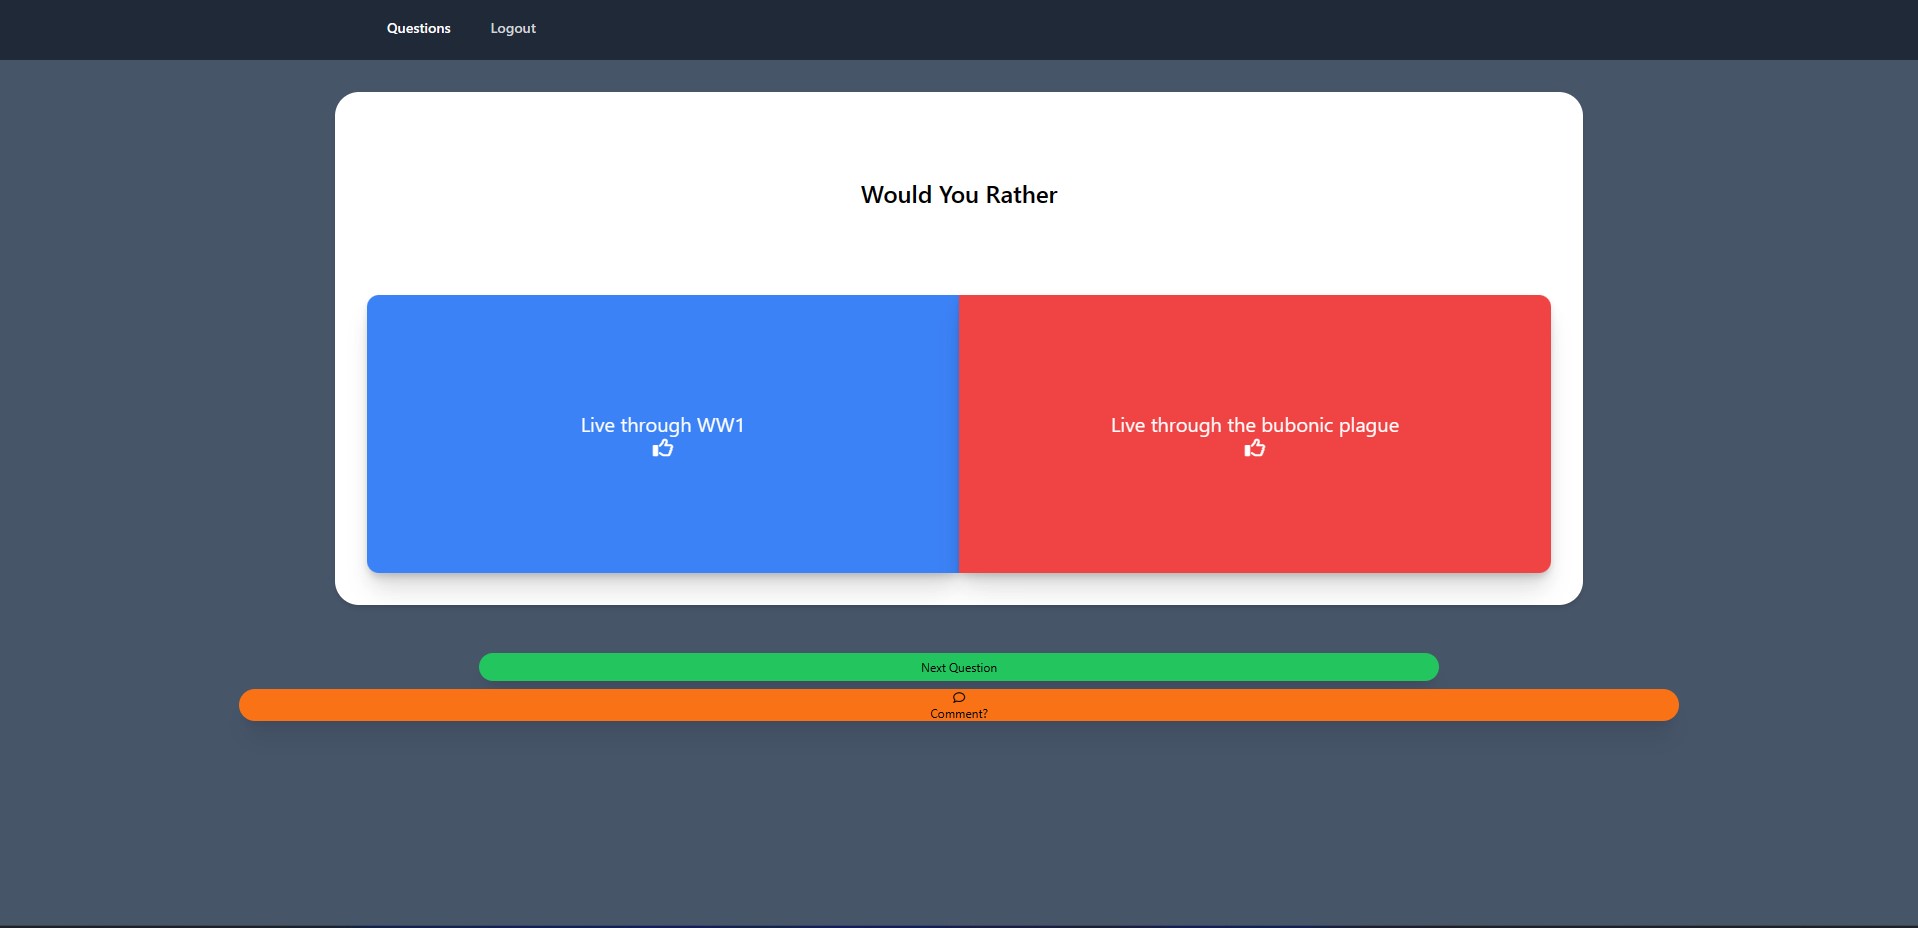 Questions Logout
Would You Rather
Live through WW1
Live through the bubonic plague
Next Question
Comment?